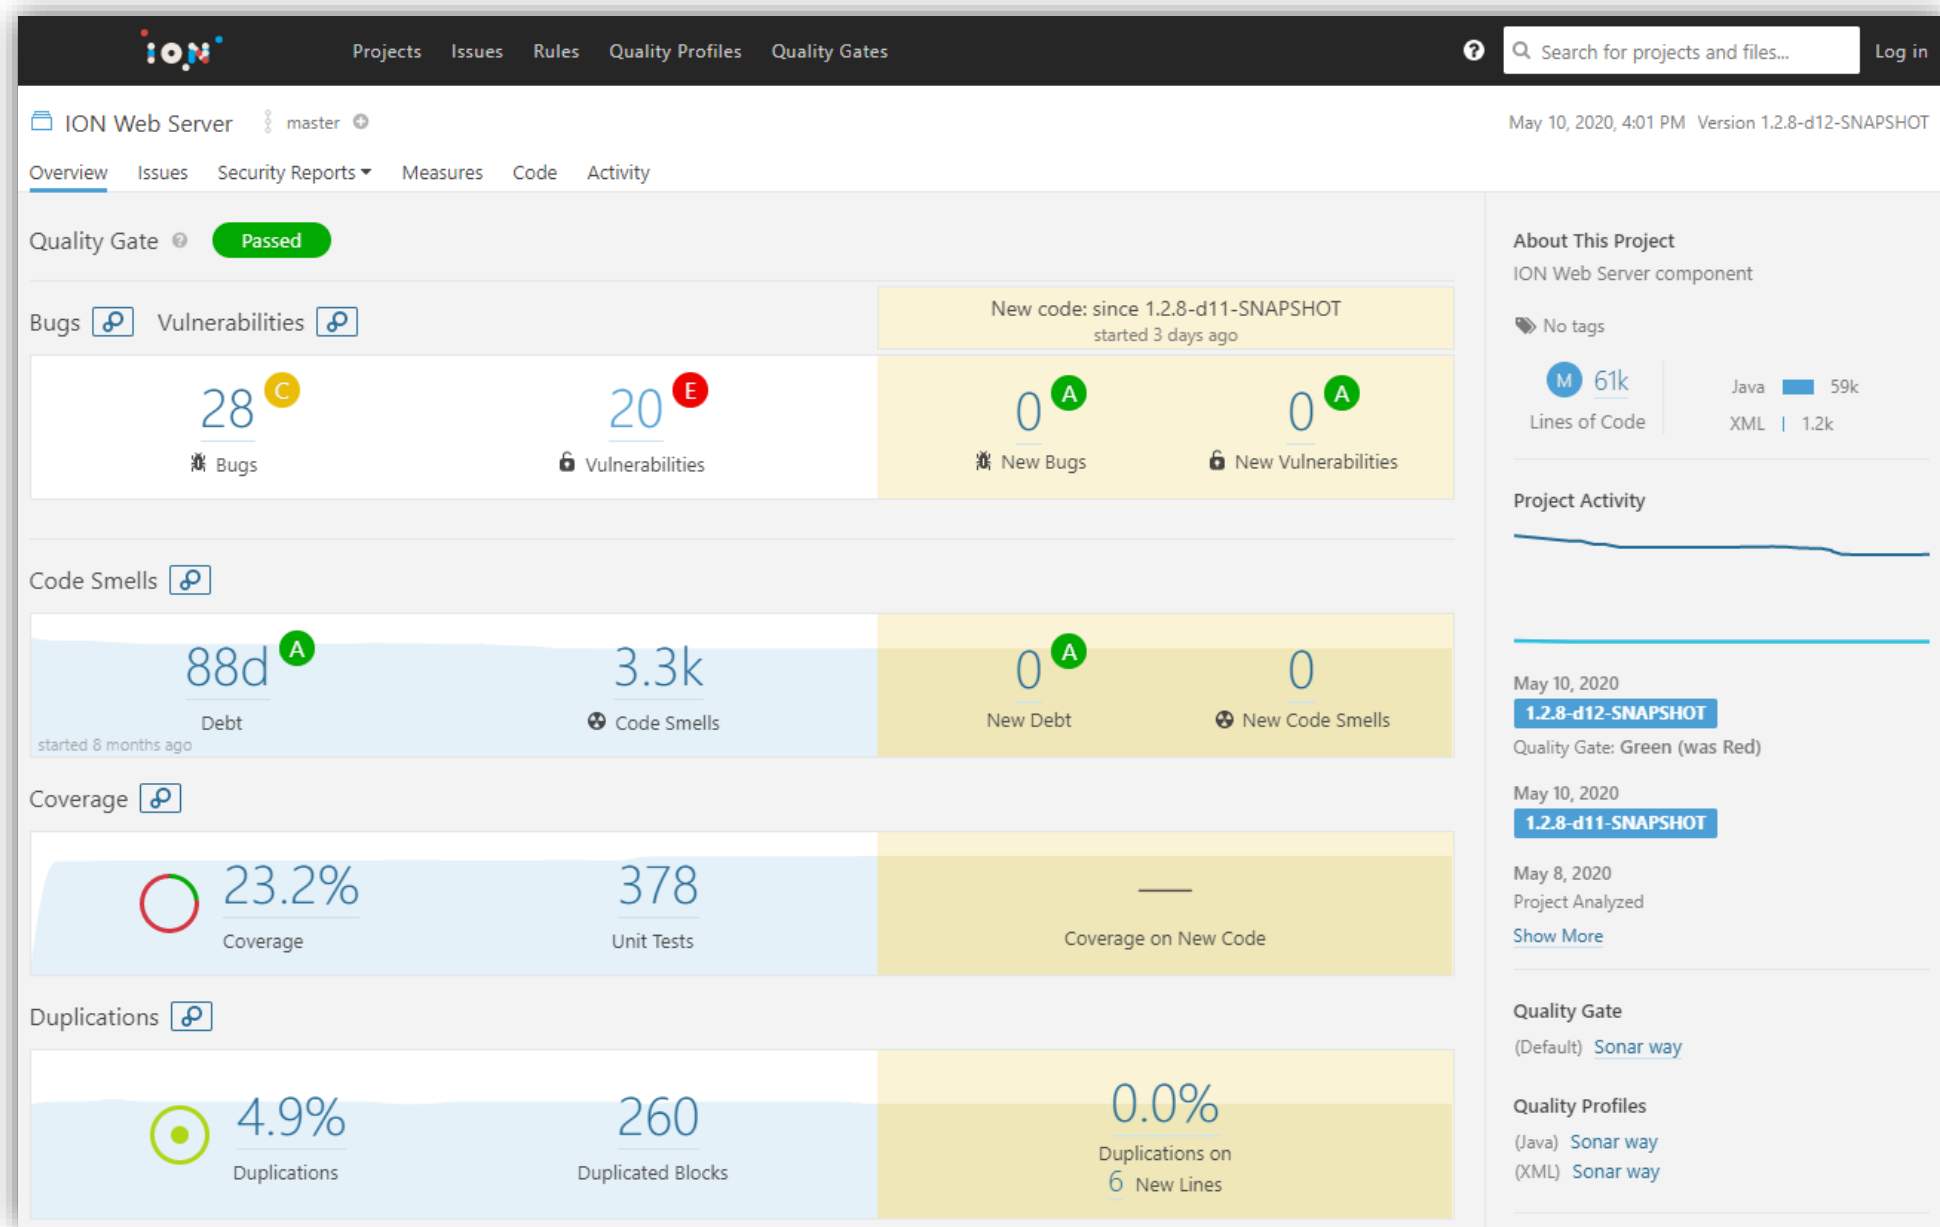 ION
Projects Issues Rules Quality Profiles Quality Gates
Search for projects and files...
Log in
ION Web Server master
May 10, 2020, 4:01 PM Version 1.2.8-d12-SNAPSHOT
Overview Issues Security Reports Measures Code Activity
Quality Gate Passed
Bugs Vulnerabilities
New code: since 1.2.8-d11-SNAPSHOT
started 3 days ago
28 C
Bugs
20 E
Vulnerabilities
0 A
New Bugs
0 A
New Vulnerabilities
Code Smells
88d A
Debt
started 8 months ago
3.3k
Code Smells
0 A
New Debt
0
New Code Smells
Coverage
23.2%
Coverage
378
Unit Tests
Coverage on New Code
Duplications
4.9%
Duplications
260
Duplicated Blocks
0.0%
Duplications on
6 New Lines
About This Project
ION Web Server component
No tags
M 61k
Lines of Code
Java 59k
XML 1.2k
Project Activity
May 10, 2020
1.2.8-d12-SNAPSHOT
Quality Gate: Green (was Red)
May 10, 2020
1.2.8-d11-SNAPSHOT
May 8, 2020
Project Analyzed
Show More
Quality Gate
(Default) Sonar way
Quality Profiles
(Java) Sonar way
(XML) Sonar way